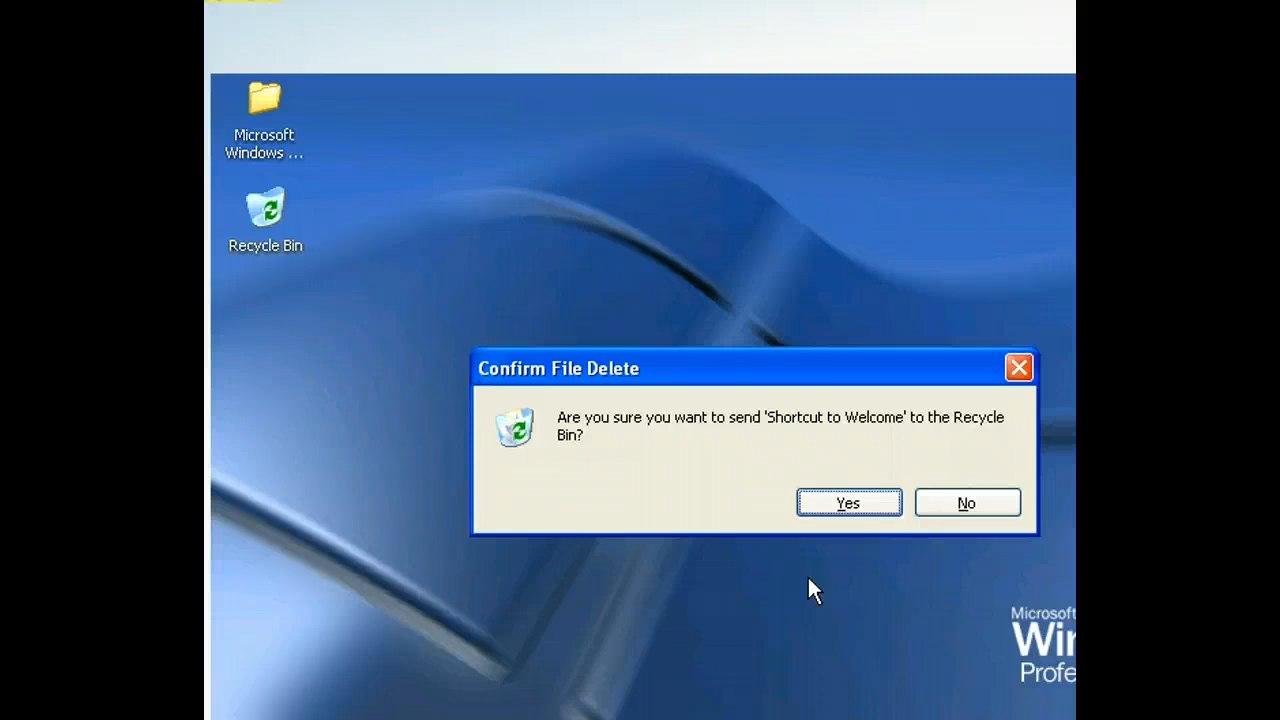 Microsoft
Windows ...
Recycle Bin
Confirm File Delete
Are you sure you want to send 'Shortcut to Welcome' to the Recycle
Bin?
Yes
No
Microsoft
Win
Profe